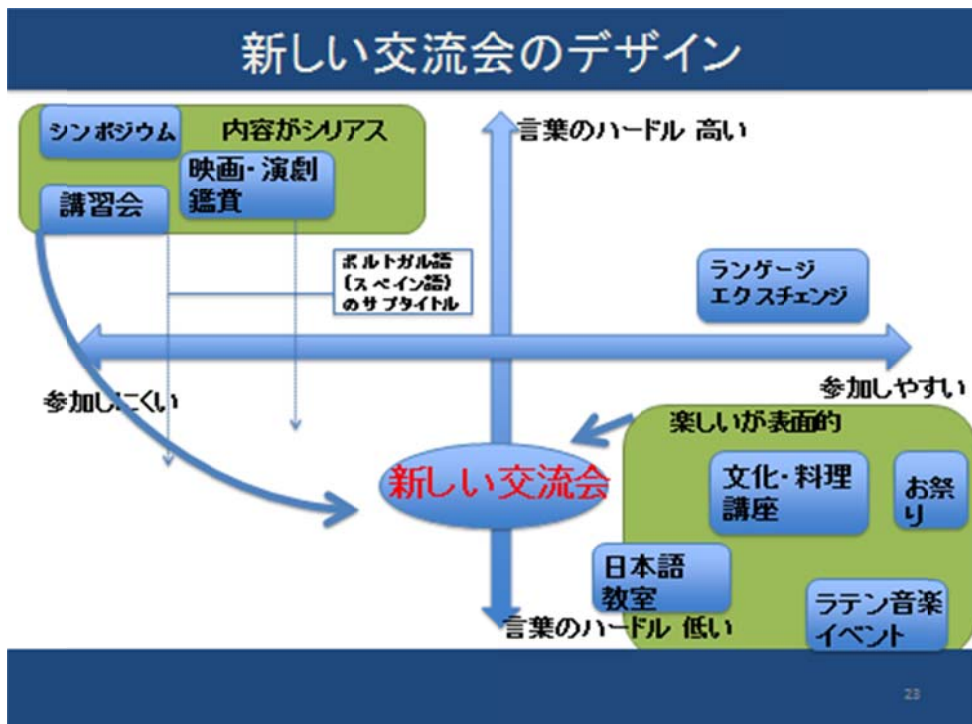 新しい交流会のデザイン
シンポジウム
内容がシリアス
言葉のハードル 高い
映画・演劇
鑑賞
講習会
ポルトガル語
(スペイン語)
のサブタイトル
ランゲージ
エクスチェンジ
参加しにくい
参加しやすい
楽しいが表面的
新しい交流会
文化・料理
講座
お祭
り
日本語
教室
ラテン音楽
イベント
言葉のハードル 低い
23